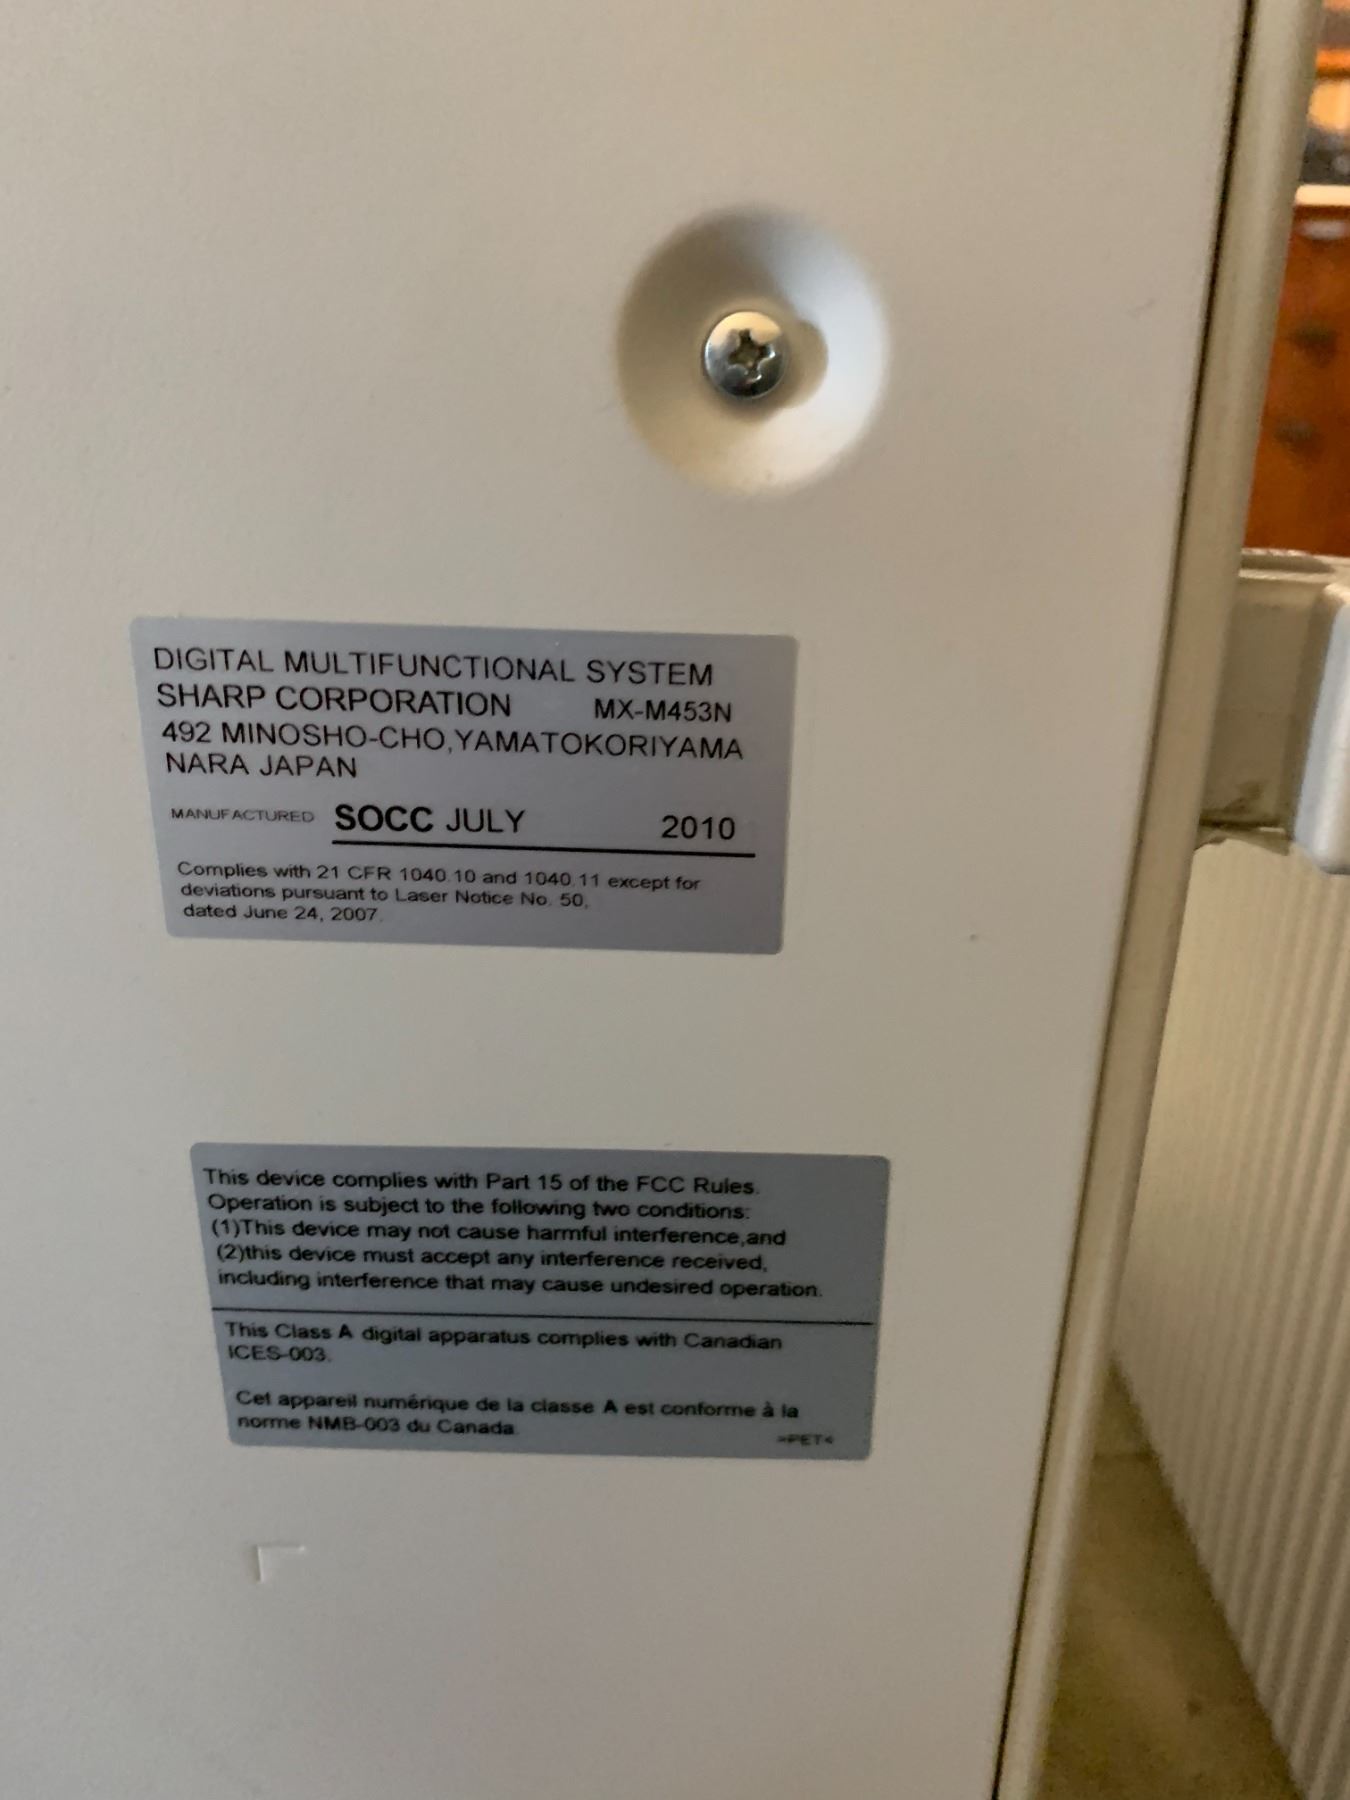 DIGITAL MULTIFUNCTIONAL SYSTEM
SHARP CORPORATION MX-M453N
492 MINOSHO-CHO,YAMATOKORIYAMA
NARA JAPAN
MANUFACTURED SOCC JULY 2010
Complies with 21 CFR 1040.10 and 1040.11 except for
deviations pursuant to Laser Notice No. 50,
dated June 24, 2007.
This device complies with Part 15 of the FCC Rules.
Operation is subject to the following two conditions:
(1)This device may not cause harmful interference,and
(2)this device must accept any interference received,
including interference that may cause undesired operation.
This Class A digital apparatus complies with Canadian
ICES-003.
Cet appareil numérique de la classe A est conforme à la
norme NMB-003 du Canada.
>PET<